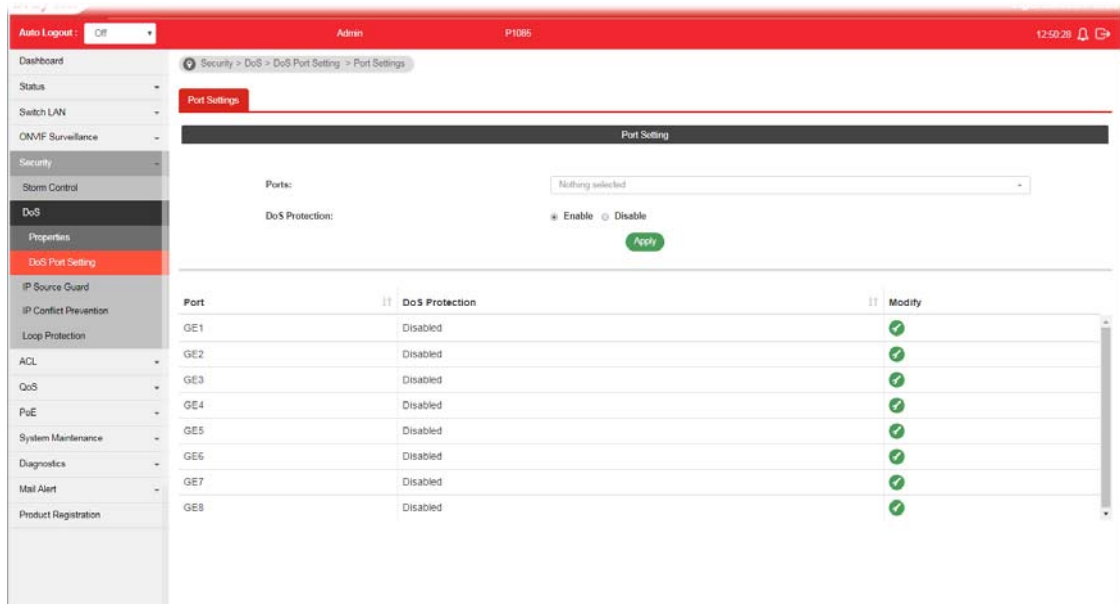 Auto Logout : Off Admin P1085 12:50:28
Dashboard
Status
Switch LAN
ONVIF Surveillance
Security
Storm Control
DoS
Properties
DoS Port Setting
IP Source Guard
IP Conflict Prevention
Loop Protection
ACL
QoS
PoE
System Maintenance
Diagnostics
Mail Alert
Product Registration
Security > DoS > DoS Port Setting > Port Settings
Port Settings
Port Setting
Ports: Nothing selected
DoS Protection: Enable Disable
Apply
Port DoS Protection Modify
GE1 Disabled
GE2 Disabled
GE3 Disabled
GE4 Disabled
GE5 Disabled
GE6 Disabled
GE7 Disabled
GE8 Disabled